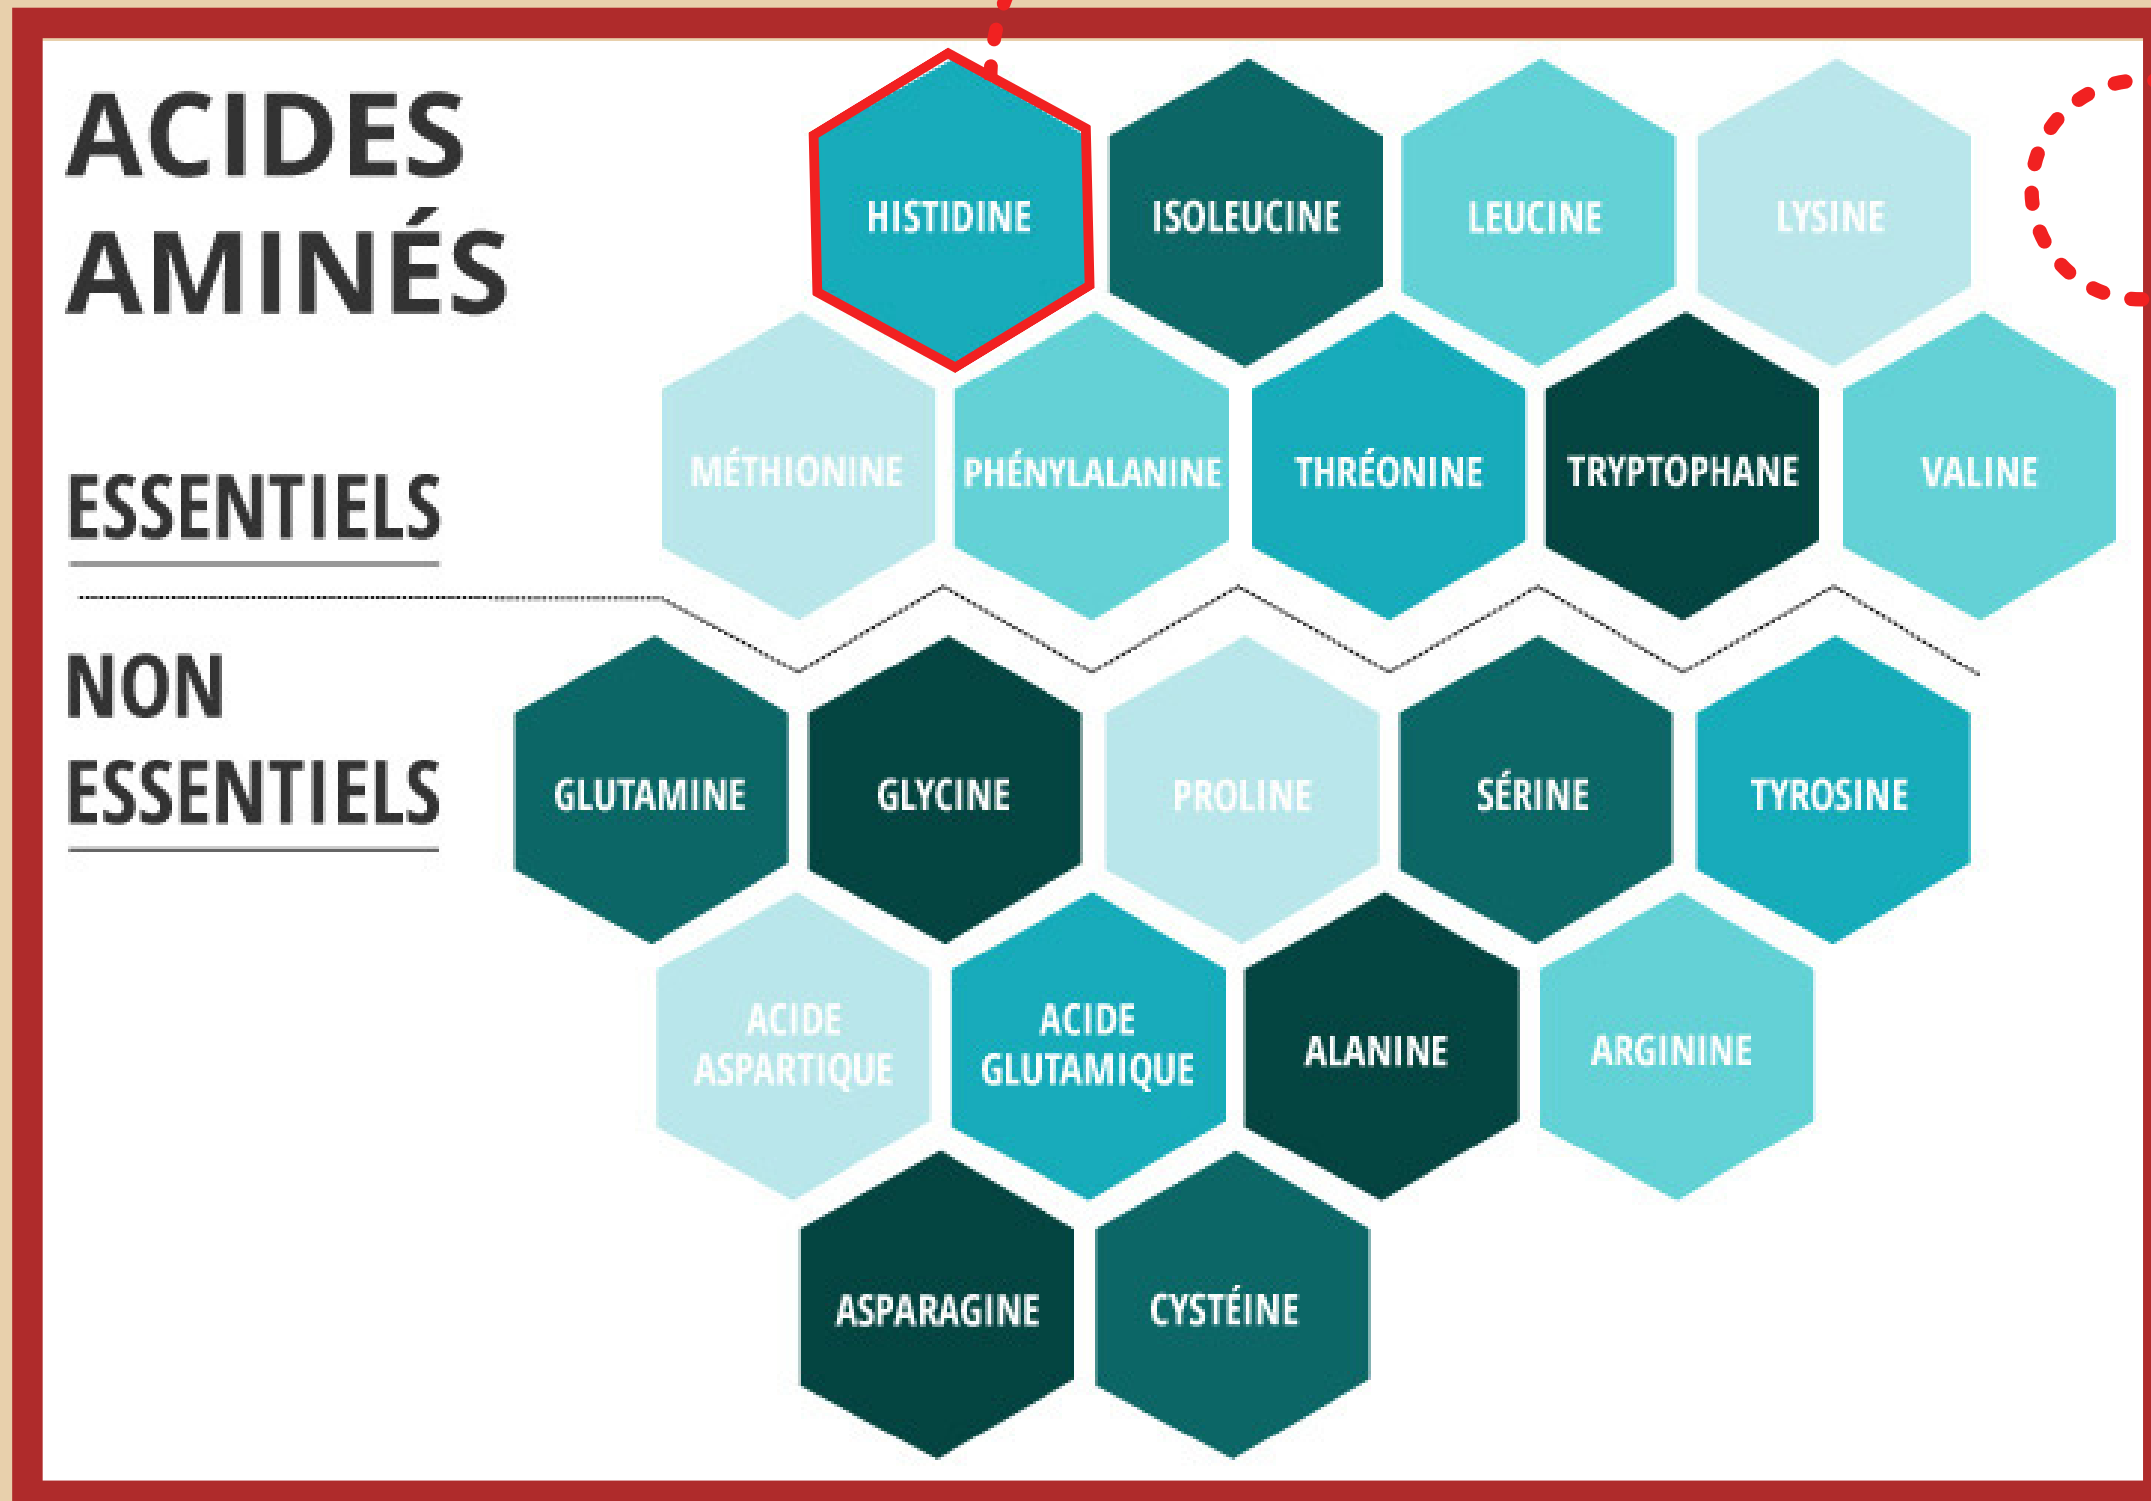 ACIDES
AMINÉS
HISTIDINE
ISOLEUCINE
LEUCINE
LYSINE
ESSENTIELS
MÉTHIONINE
PHÉNYLALANINE
THRÉONINE
TRYPTOPHANE
VALINE
NON
ESSENTIELS
GLUTAMINE
GLYCINE
PROLINE
SÉRINE
TYROSINE
ACIDE
ASPARTIQUE
ACIDE
GLUTAMIQUE
ALANINE
ARGININE
ASPARAGINE
CYSTÉINE